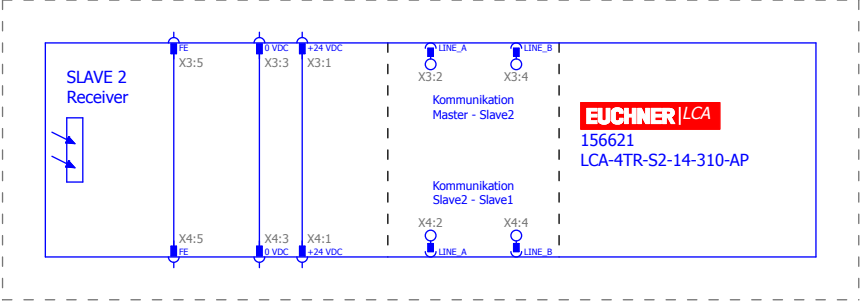 FE
0 VDC
+24 VDC
LINE_A
LINE_B
X3:5
X3:3
X3:1
X3:2
X3:4
SLAVE 2
Receiver
Kommunikation
Master - Slave2
EUCHNER|LCA
156621
LCA-4TR-S2-14-310-AP
Kommunikation
Slave2 - Slave1
X4:2
X4:4
X4:5
X4:3
X4:1
FE
0 VDC
+24 VDC
LINE_A
LINE_B